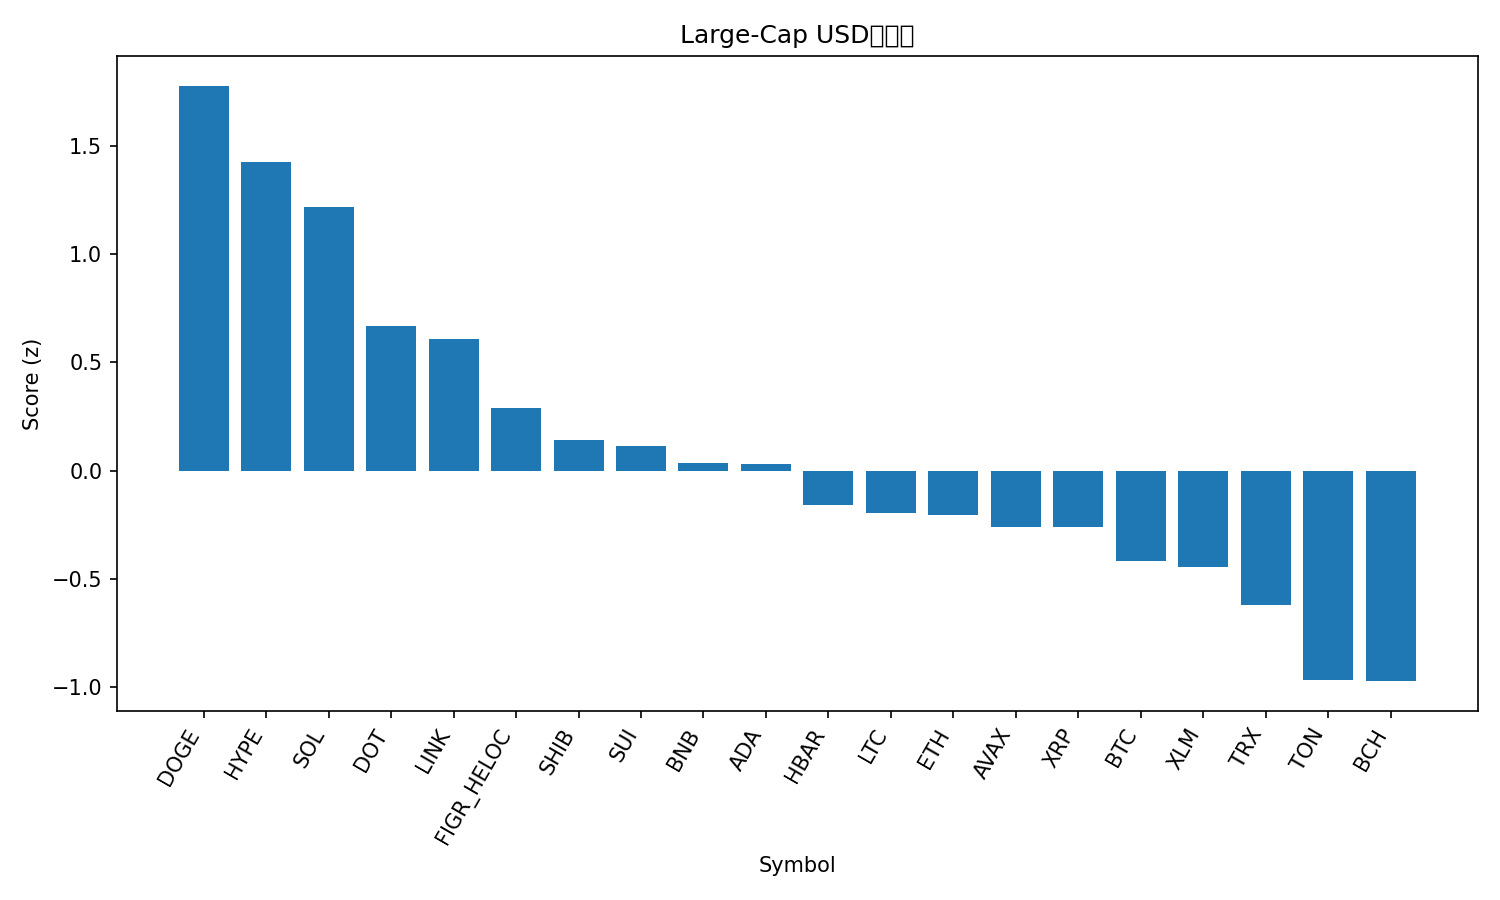 Large-Cap USD
Score (z)
1.5
1.0
0.5
0.0
−0.5
−1.0
DOGE
HYPE
SOL
DOT
LINK
FIGR_HELOC
SHIB
SUI
BNB
ADA
HBAR
LTC
ETH
AVAX
XRP
BTC
XLM
TRX
TON
BCH
Symbol